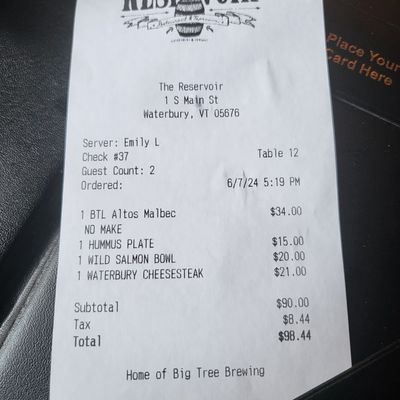 RESERVOIR
Restaurant &
The Reservoir
1 S Main St
Waterbury, VT 05676
Server: Emily L
Check #37 Table 12
Guest Count: 2
Ordered: 6/7/24 5:19 PM
1 BTL Altos Malbec $34.00
NO MAKE
1 HUMMUS PLATE $15.00
1 WILD SALMON BOWL $20.00
1 WATERBURY CHEESESTEAK $21.00
Subtotal $90.00
Tax $8.44
Total $98.44
Home of Big Tree Brewing
Place Your
Card Here